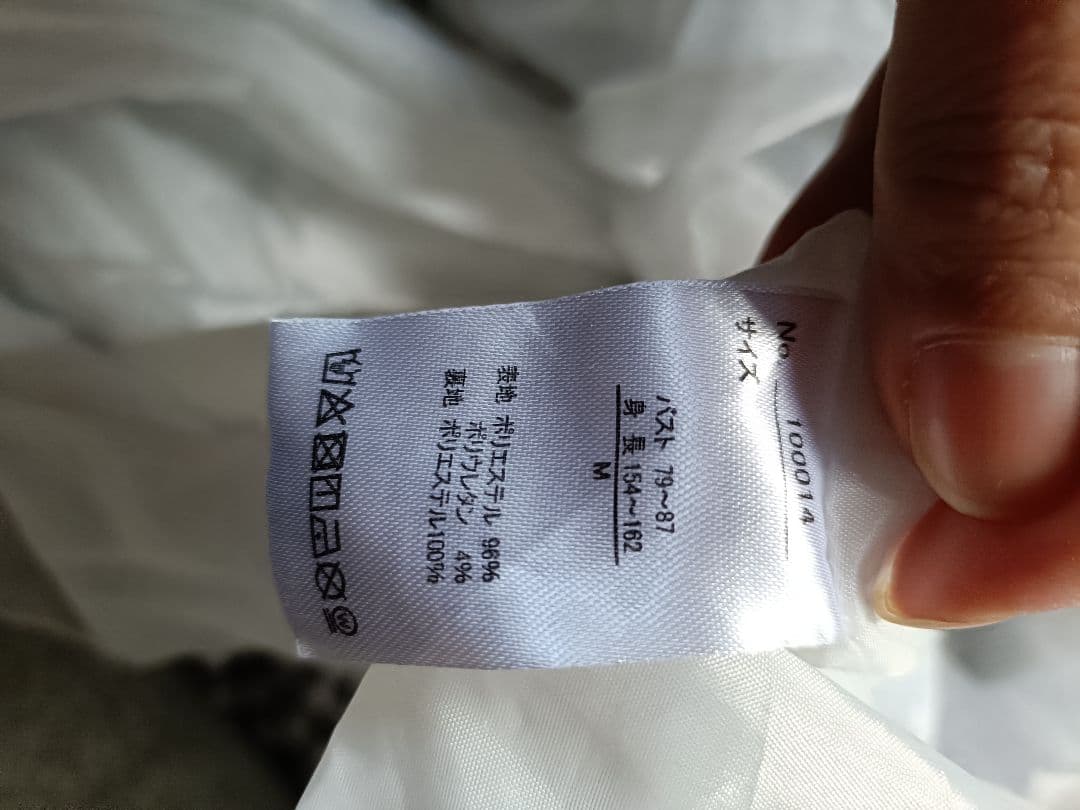 No. 100014
サイズ
バスト 79〜87
身 長 154〜162
M
表地 ポリエステル 96%
ポリウレタン 4%
裏地 ポリエステル100%
W